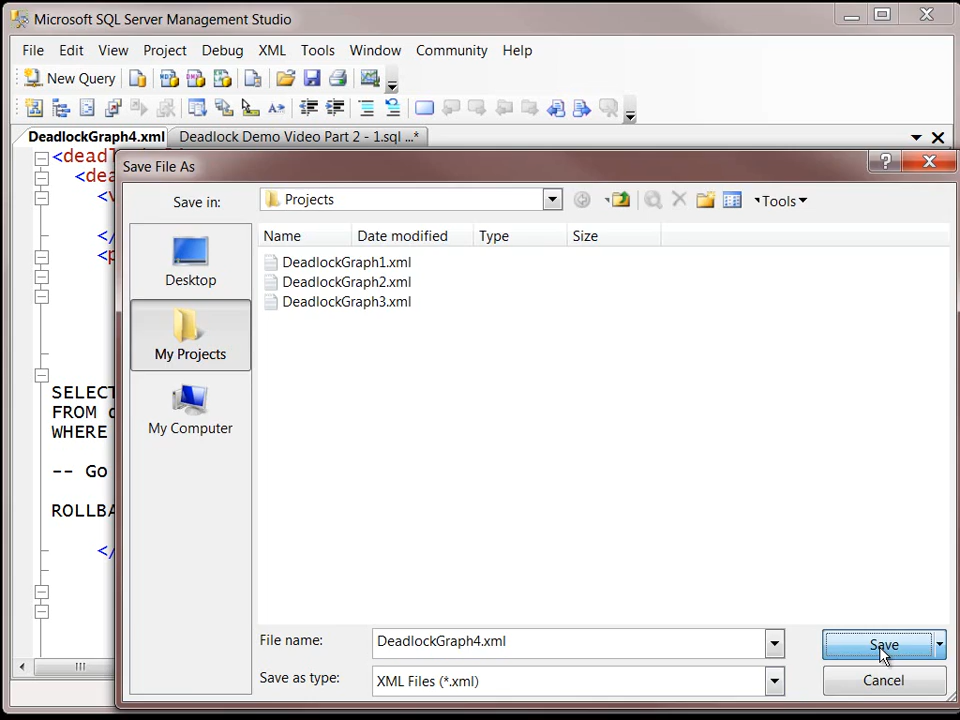 Microsoft SQL Server Management Studio
File Edit View Project Debug XML Tools Window Community Help
New Query
DeadlockGraph4.xml Deadlock Demo Video Part 2 - 1.sql ...*
Save File As
Save in: Projects Tools
Name Date modified Type Size
DeadlockGraph1.xml
DeadlockGraph2.xml
DeadlockGraph3.xml
Desktop
My Projects
My Computer
<deadl
<dea
<v
</
<p
SELECT
FROM
WHERE
-- Go
ROLLBA
</
File name: DeadlockGraph4.xml Save
Save as type: XML Files (*.xml) Cancel